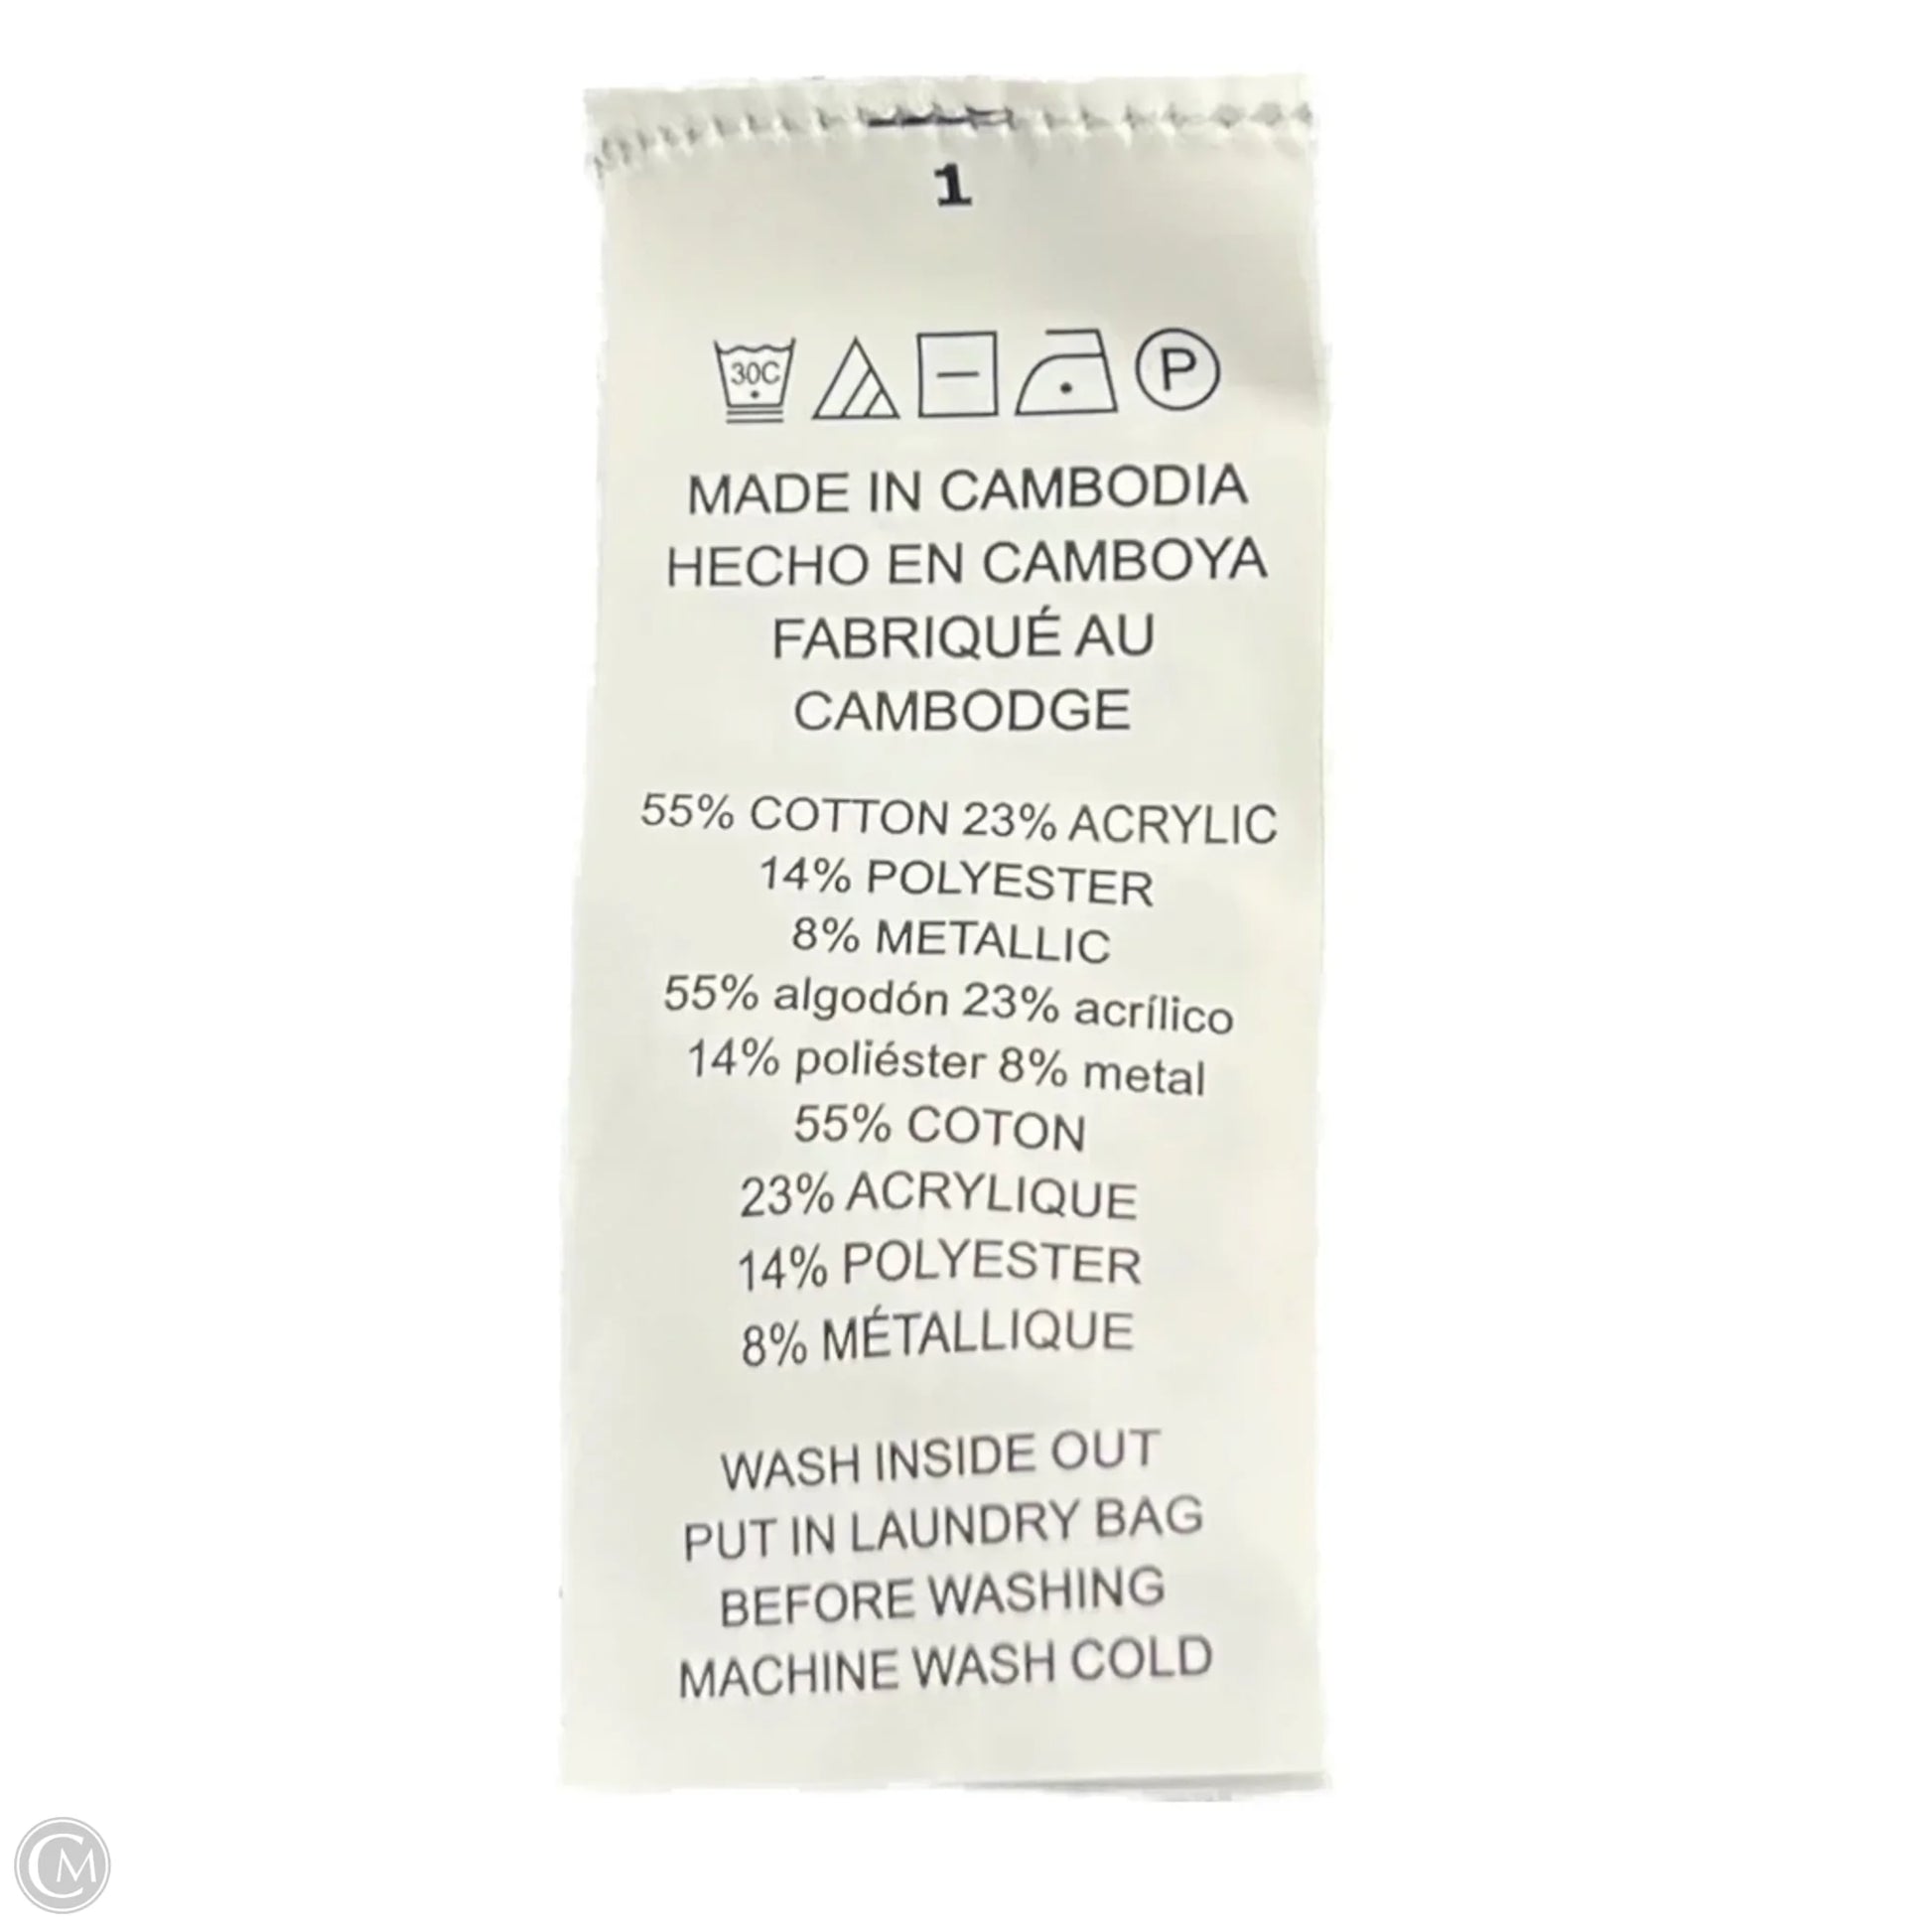 1
30C
P
MADE IN CAMBODIA
HECHO EN CAMBOYA
FABRIQUÉ AU
CAMBODGE
55% COTTON 23% ACRYLIC
14% POLYESTER
8% METALLIC
55% algodón 23% acrílico
14% poliéster 8% metal
55% COTON
23% ACRYLIQUE
14% POLYESTER
8% MÉTALLIQUE
WASH INSIDE OUT
PUT IN LAUNDRY BAG
BEFORE WASHING
MACHINE WASH COLD
CM